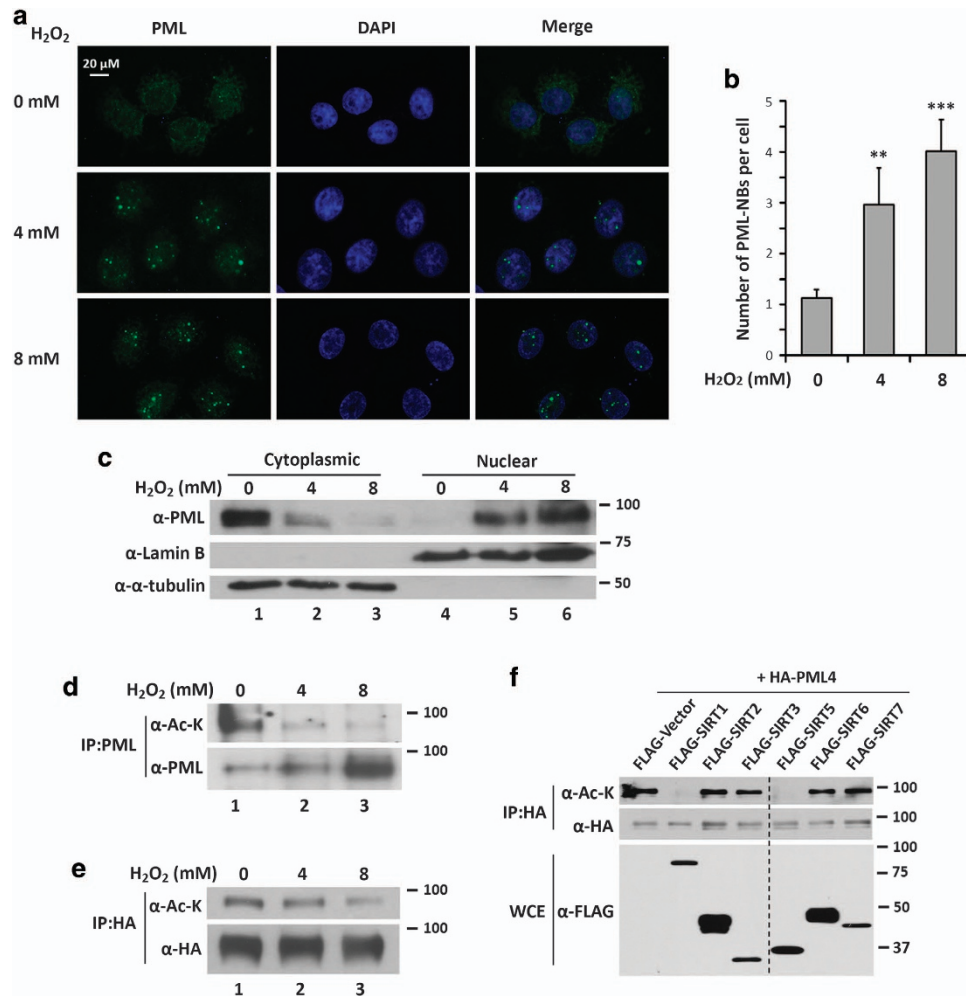 a
H₂O₂ PML DAPI Merge
20 µM
0 mM
4 mM
8 mM
b
Number of PML-NBs per cell
5
4
3
2
1
0
**
***
H₂O₂ (mM) 0 4 8
c
Cytoplasmic Nuclear
H₂O₂ (mM) 0 4 8 0 4 8
α-PML 100
α-Lamin B 75
α-α-tubulin 50
1 2 3 4 5 6
d
H₂O₂ (mM) 0 4 8
IP:PML
α-Ac-K 100
α-PML 100
1 2 3
e
H₂O₂ (mM) 0 4 8
IP:HA
α-Ac-K 100
α-HA 100
1 2 3
f
+ HA-PML4
FLAG-Vector FLAG-SIRT1 FLAG-SIRT2 FLAG-SIRT3 FLAG-SIRT5 FLAG-SIRT6 FLAG-SIRT7
IP:HA
α-Ac-K 100
α-HA 100
WCE α-FLAG
100
75
50
37